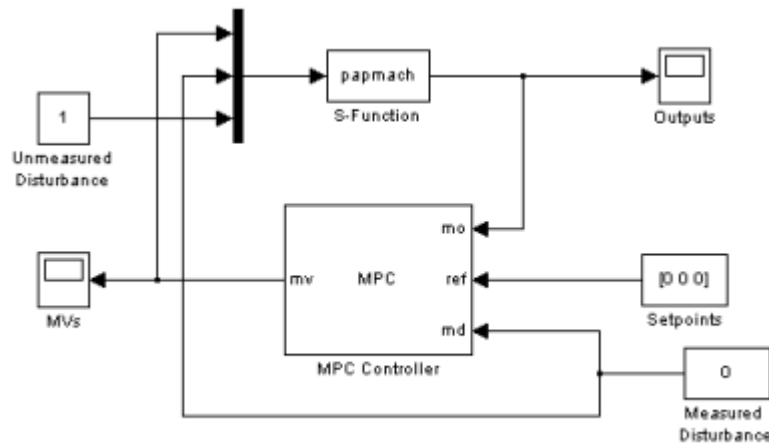 papmach
S-Function
Outputs
1
Unmeasured
Disturbance
mo
mv
MPC
ref
[0 0 0]
MVs
Setpoints
md
MPC Controller
0
Measured
Disturbance